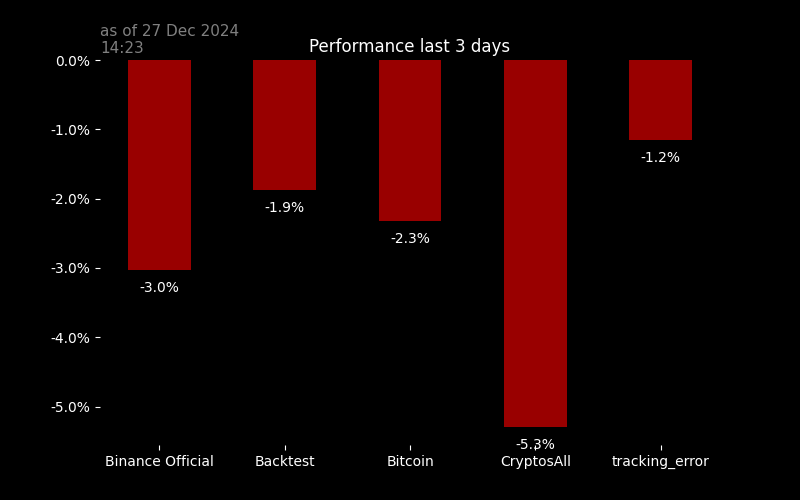 as of 27 Dec 2024
14:23
Performance last 3 days
0.0%
-1.0%
-2.0%
-3.0%
-4.0%
-5.0%
-3.0%
-1.9%
-2.3%
-5.3%
-1.2%
Binance Official
Backtest
Bitcoin
CryptosAll
tracking_error